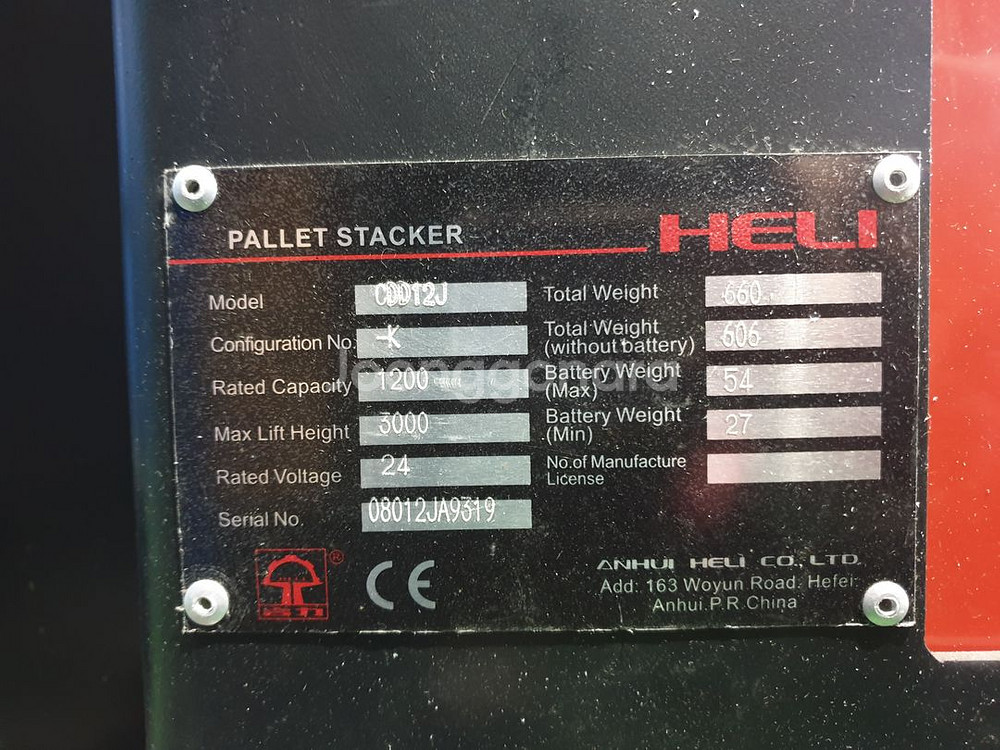 PALLET STACKER
HELI
Model CDD12J
Configuration No. -K
Rated Capacity 1200
Max Lift Height 3000
Rated Voltage 24
Serial No. 08012JA9319
Total Weight 660
Total Weight
(without battery) 606
Battery Weight
(Max) 54
Battery Weight
(Min) 27
No.of Manufacture
License
®
CE
ANHUI HELI CO., LTD.
Add: 163 Woyun Road. Hefei.
Anhui.P.R.China
Joonggonara